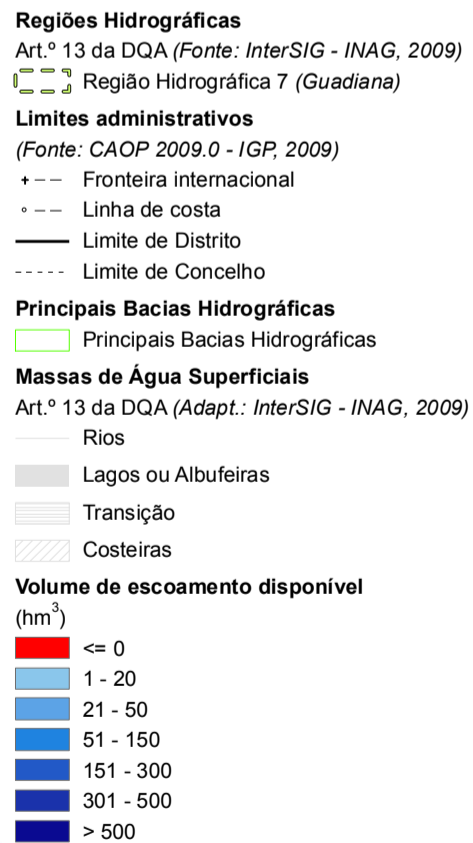 Regiões Hidrográficas
Art.º 13 da DQA (Fonte: InterSIG - INAG, 2009)
Região Hidrográfica 7 (Guadiana)
Limites administrativos
(Fonte: CAOP 2009.0 - IGP, 2009)
Fronteira internacional
Linha de costa
Limite de Distrito
Limite de Concelho
Principais Bacias Hidrográficas
Principais Bacias Hidrográficas
Massas de Água Superficiais
Art.º 13 da DQA (Adapt.: InterSIG - INAG, 2009)
Rios
Lagos ou Albufeiras
Transição
Costeiras
Volume de escoamento disponível
(hm³)
<= 0
1 - 20
21 - 50
51 - 150
151 - 300
301 - 500
> 500